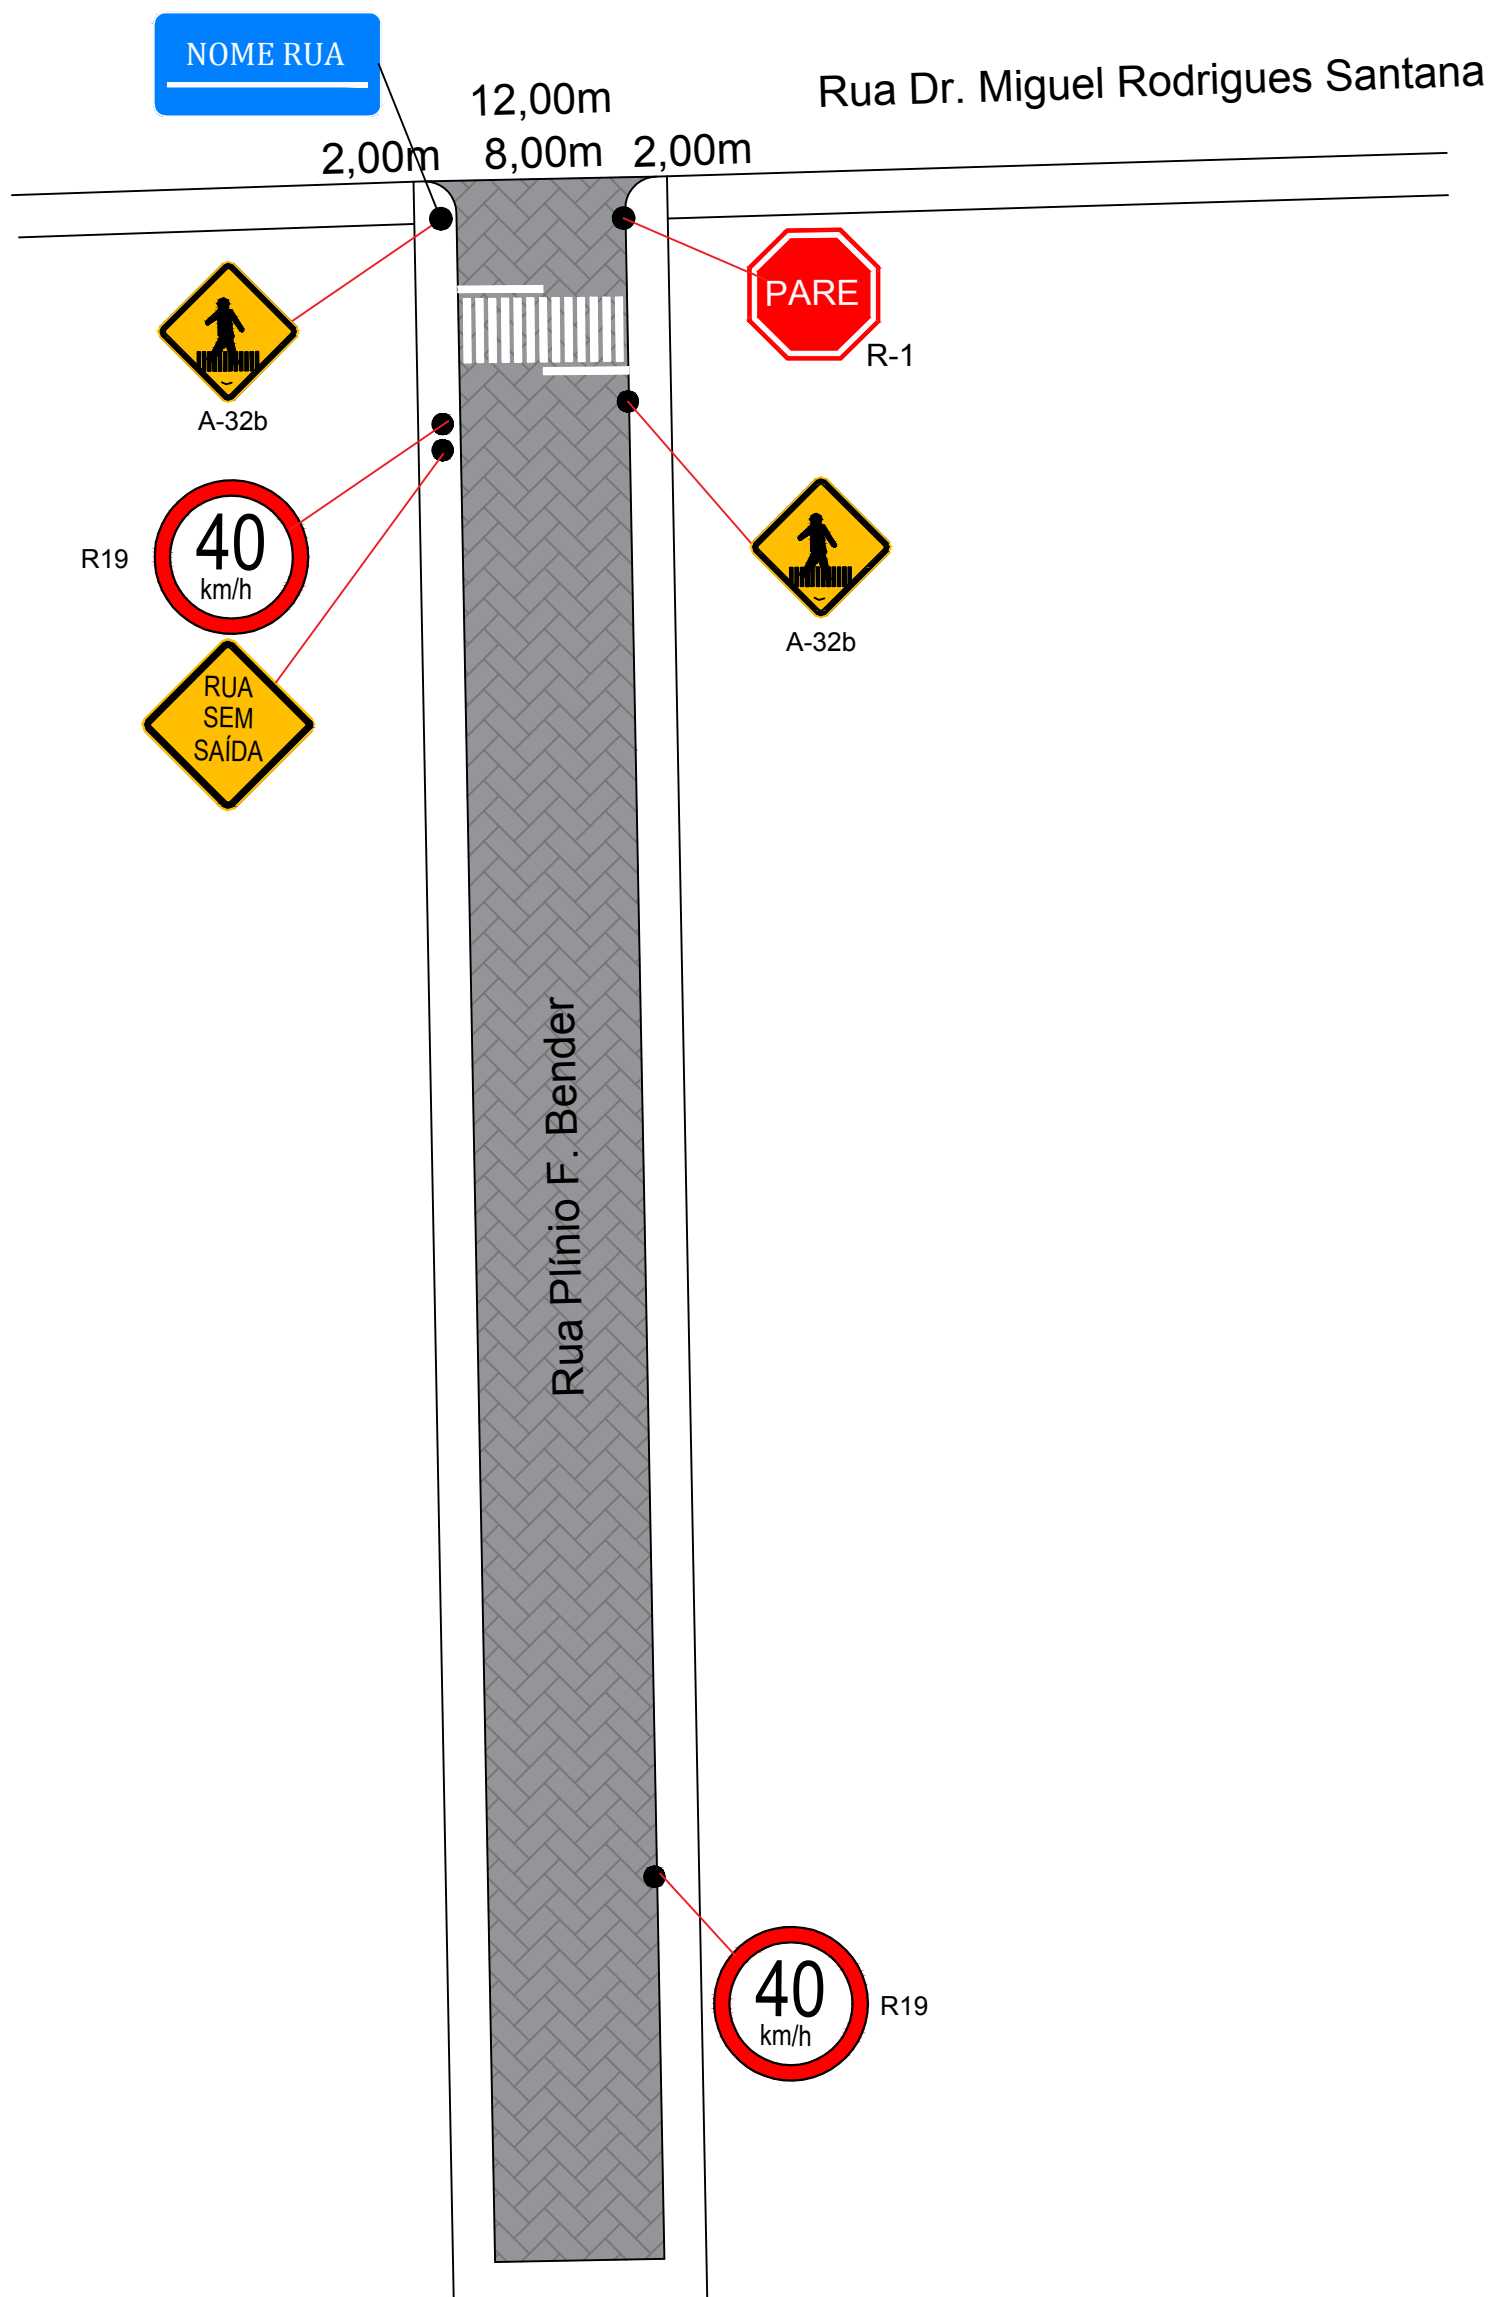 NOME RUA
12,00m
Rua Dr. Miguel Rodrigues Santana
2,00m
8,00m
2,00m
PARE
R-1
A-32b
40
km/h
R19
A-32b
RUA
SEM
SAÍDA
Rua Plínio F. Bender
40
km/h
R19